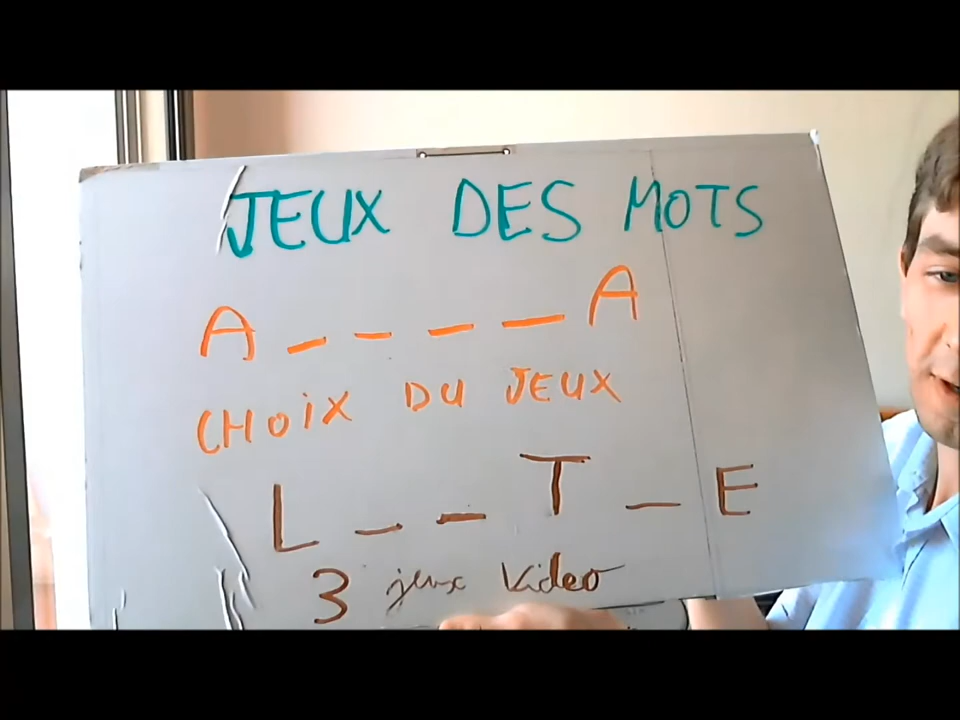 JEUX DES MOTS
A _ _ _ _ A
CHOIX DU JEUX
L _ _ T _ E
3 jeux Video